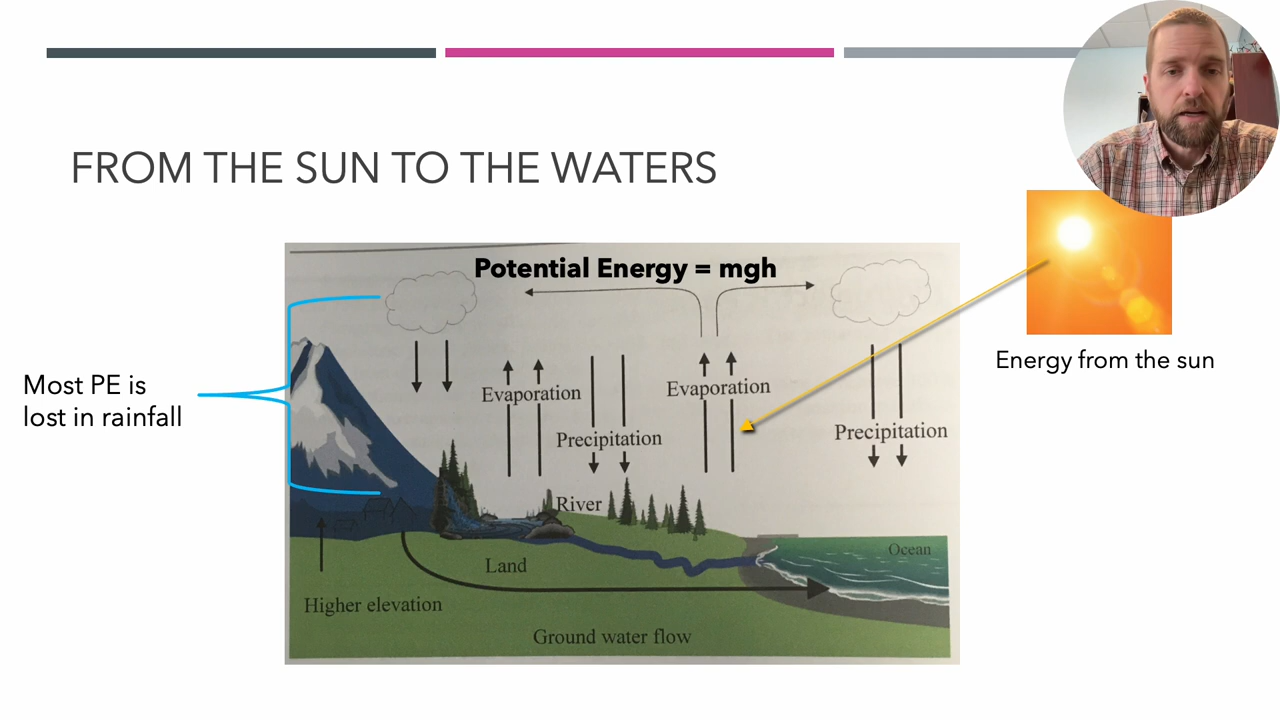 FROM THE SUN TO THE WATERS
Potential Energy = mgh
Energy from the sun
Most PE is
lost in rainfall
Evaporation
Evaporation
Precipitation
Precipitation
River
Ocean
Land
Higher elevation
Ground water flow